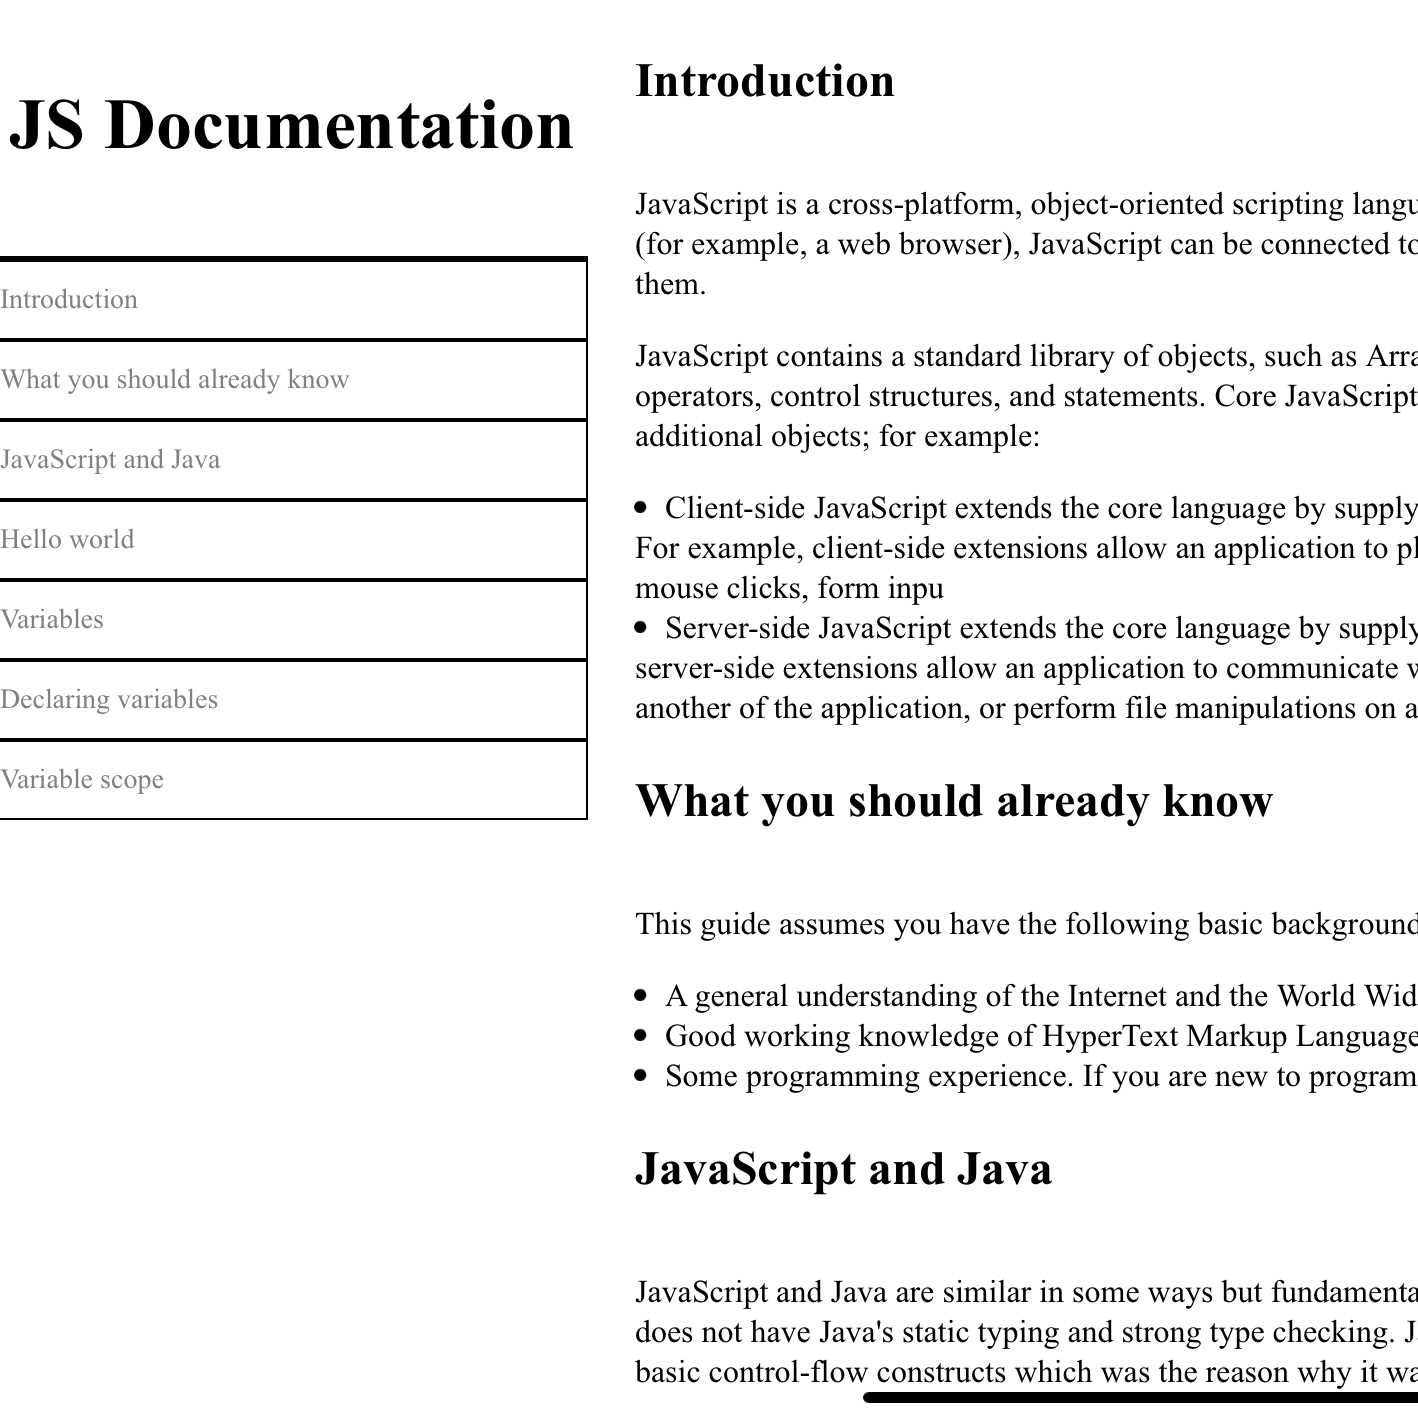 JS Documentation
Introduction
What you should already know
JavaScript and Java
Hello world
Variables
Declaring variables
Variable scope
Introduction
JavaScript is a cross-platform, object-oriented scripting langu
(for example, a web browser), JavaScript can be connected to
them.
JavaScript contains a standard library of objects, such as Arra
operators, control structures, and statements. Core JavaScript
additional objects; for example:
• Client-side JavaScript extends the core language by supply
For example, client-side extensions allow an application to pl
mouse clicks, form inpu
• Server-side JavaScript extends the core language by supply
server-side extensions allow an application to communicate w
another of the application, or perform file manipulations on a
What you should already know
This guide assumes you have the following basic background
• A general understanding of the Internet and the World Wid
• Good working knowledge of HyperText Markup Language
• Some programming experience. If you are new to program
JavaScript and Java
JavaScript and Java are similar in some ways but fundamenta
does not have Java's static typing and strong type checking. J
basic control-flow constructs which was the reason why it wa